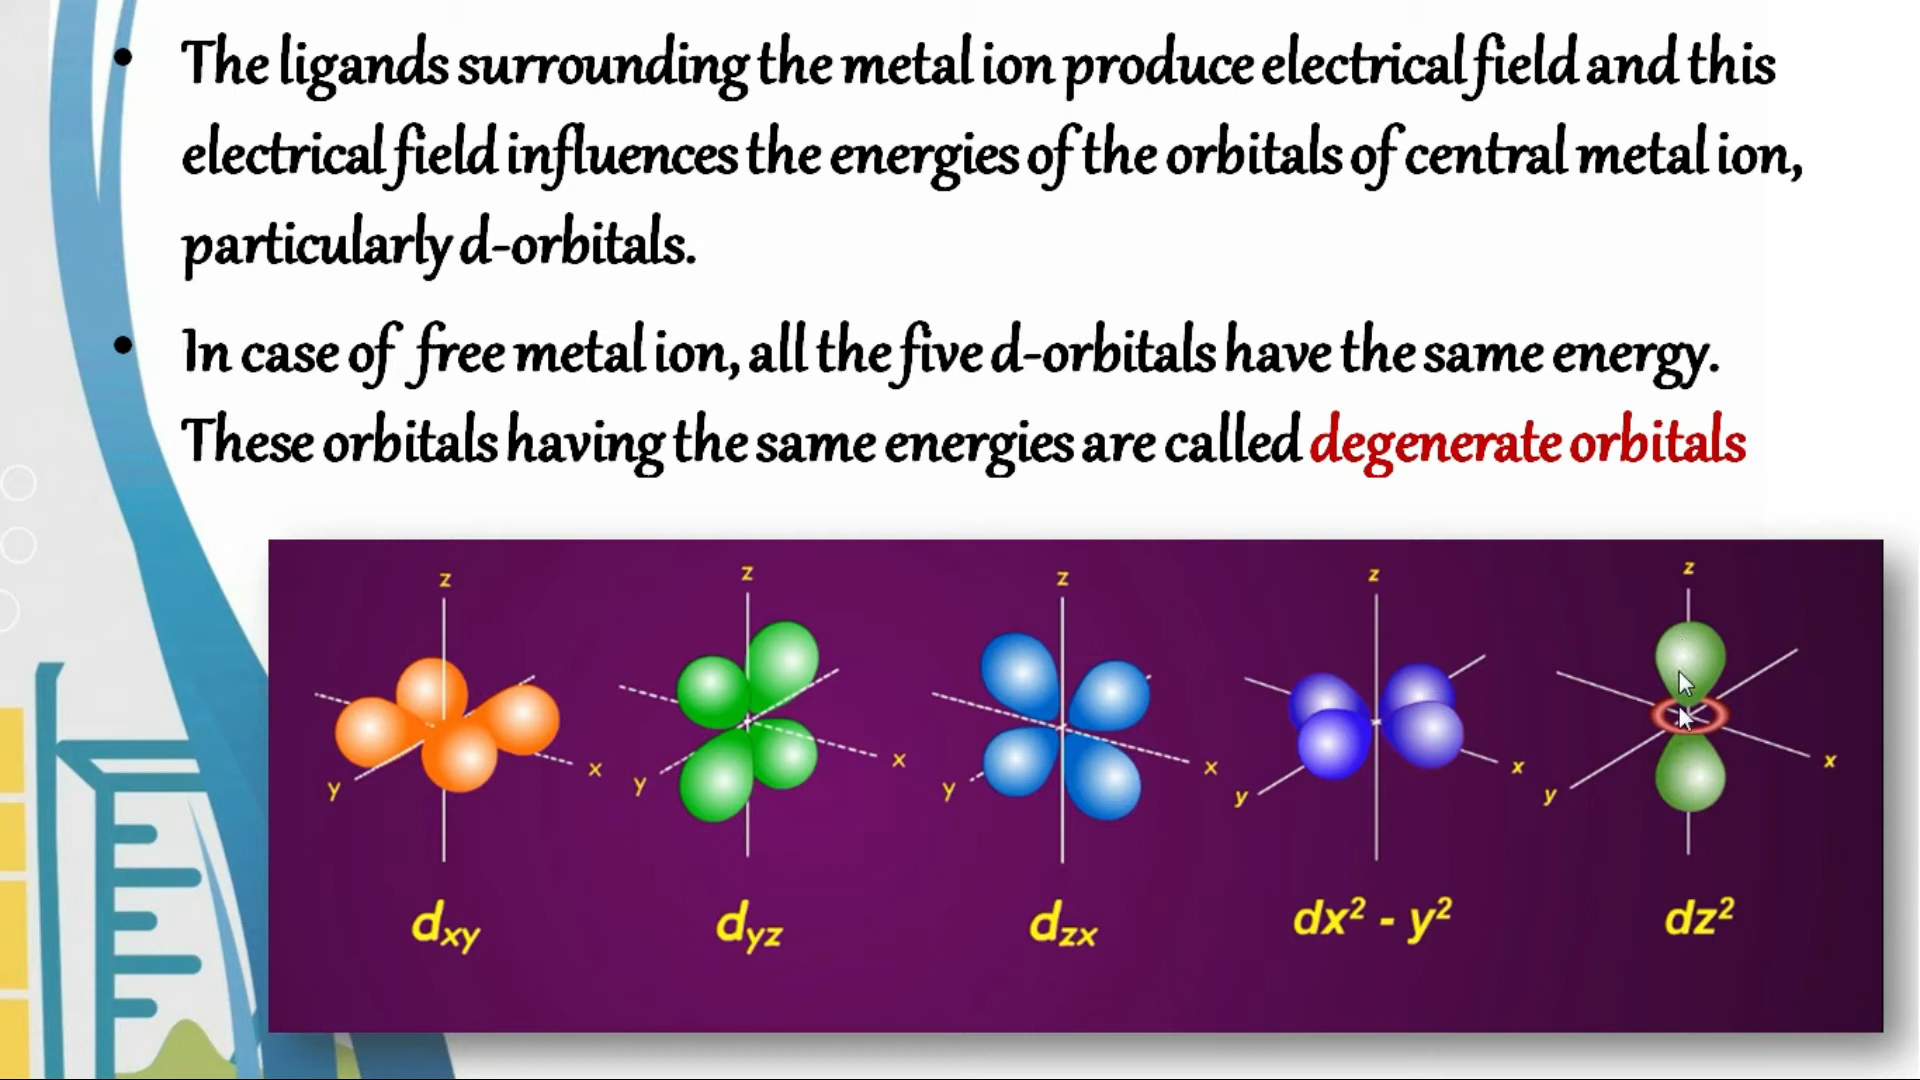 • The ligands surrounding the metal ion produce electrical field and this
electrical field influences the energies of the orbitals of central metal ion,
particularly d-orbitals.
• In case of free metal ion, all the five d-orbitals have the same energy.
These orbitals having the same energies are called degenerate orbitals
z z z z z
x x x x x
y y y y y
dxy dyz dzx dx² - y² dz²